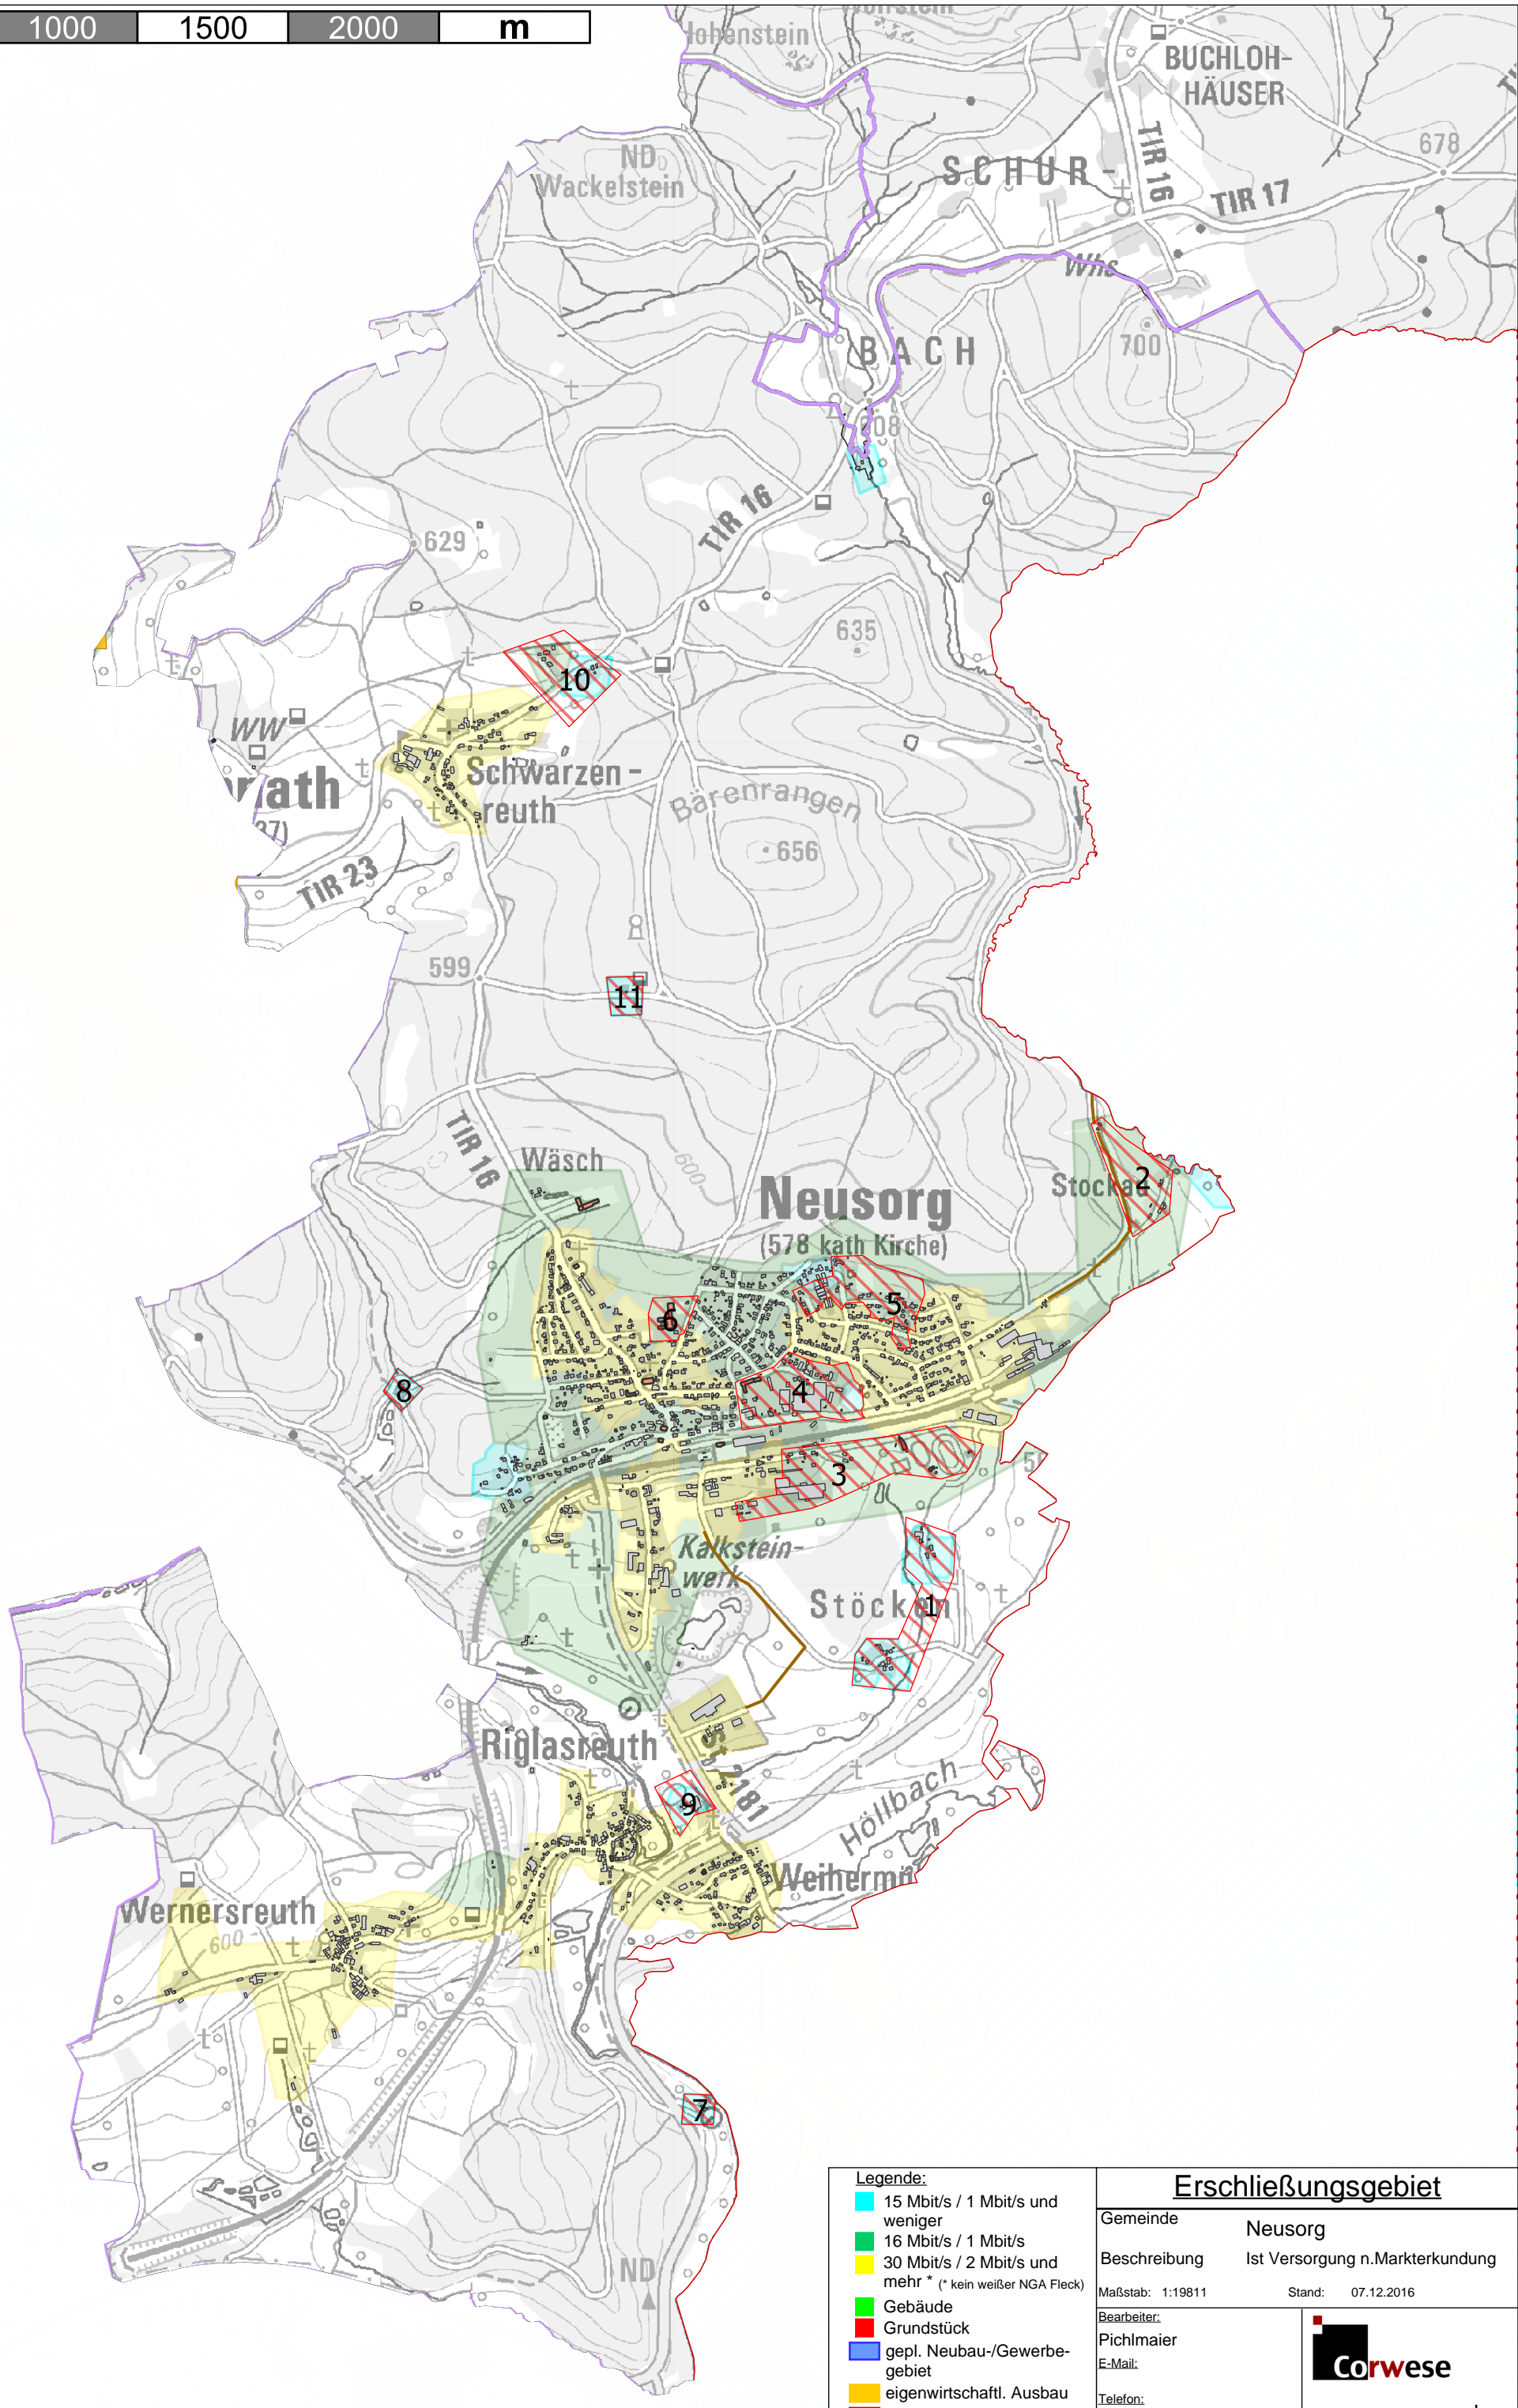 1000 1500 2000 m
Hohenstein
BUCHLOH-
HÄUSER
ND
Wackelstein
SCHUR-
TIR 16
TIR 17
678
Whs
BACH
700
608
TIR 16
629
635
10
WW
Schwarzen-
reuth
Bärenrangen
656
TIR 23
599
11
TIR 16
Wäsch
600
Neusorg
(578 kath Kirche)
Stockau
2
5
6
4
8
3
Kalkstein-
werk
Stöcken
1
Riglasreuth
St 2181
9
Höllbach
Wernersreuth
600
7
ND
Legende:
15 Mbit/s / 1 Mbit/s und
weniger
16 Mbit/s / 1 Mbit/s
30 Mbit/s / 2 Mbit/s und
mehr * (* kein weißer NGA Fleck)
Gebäude
Grundstück
gepl. Neubau-/Gewerbe-
gebiet
eigenwirtschaftl. Ausbau
Erschließungsgebiet
Gemeinde Neusorg
Beschreibung Ist Versorgung n.Markterkundung
Maßstab: 1:19811 Stand: 07.12.2016
Bearbeiter:
Pichlmaier
E-Mail:
Telefon:
Corwese